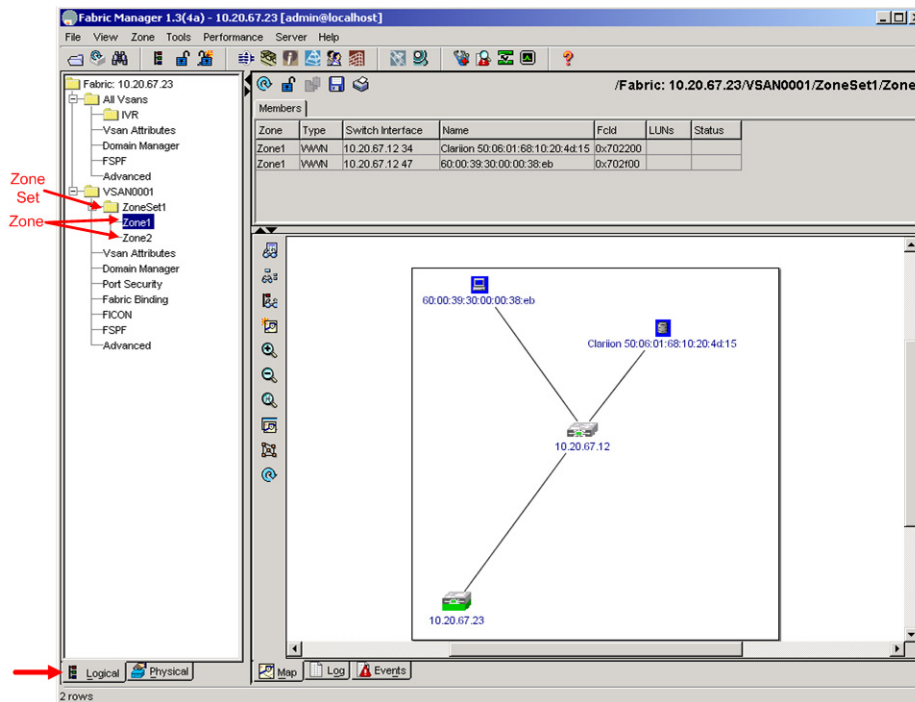 Fabric Manager 1.3(4a) - 10.20.67.23 [admin@localhost]
File View Zone Tools Performance Server Help
/Fabric: 10.20.67.23/VSAN0001/ZoneSet1/Zone
Fabric: 10.20.67.23
All Vsans
IVR
Vsan Attributes
Domain Manager
FSPF
Advanced
VSAN0001
ZoneSet1
Zone1
Zone2
Vsan Attributes
Domain Manager
Port Security
Fabric Binding
FICON
FSPF
Advanced
Zone
Set
Zone
Members
Zone Type Switch Interface Name FcId LUNs Status
Zone1 WWN 10.20.67.12 34 Clariion 50:06:01:68:10:20:4d:15 0x702200
Zone1 WWN 10.20.67.12 47 60:00:39:30:00:00:38:eb 0x702f00
60:00:39:30:00:00:38:eb
Clariion 50:06:01:68:10:20:4d:15
10.20.67.12
10.20.67.23
Logical Physical
Map Log Events
2 rows